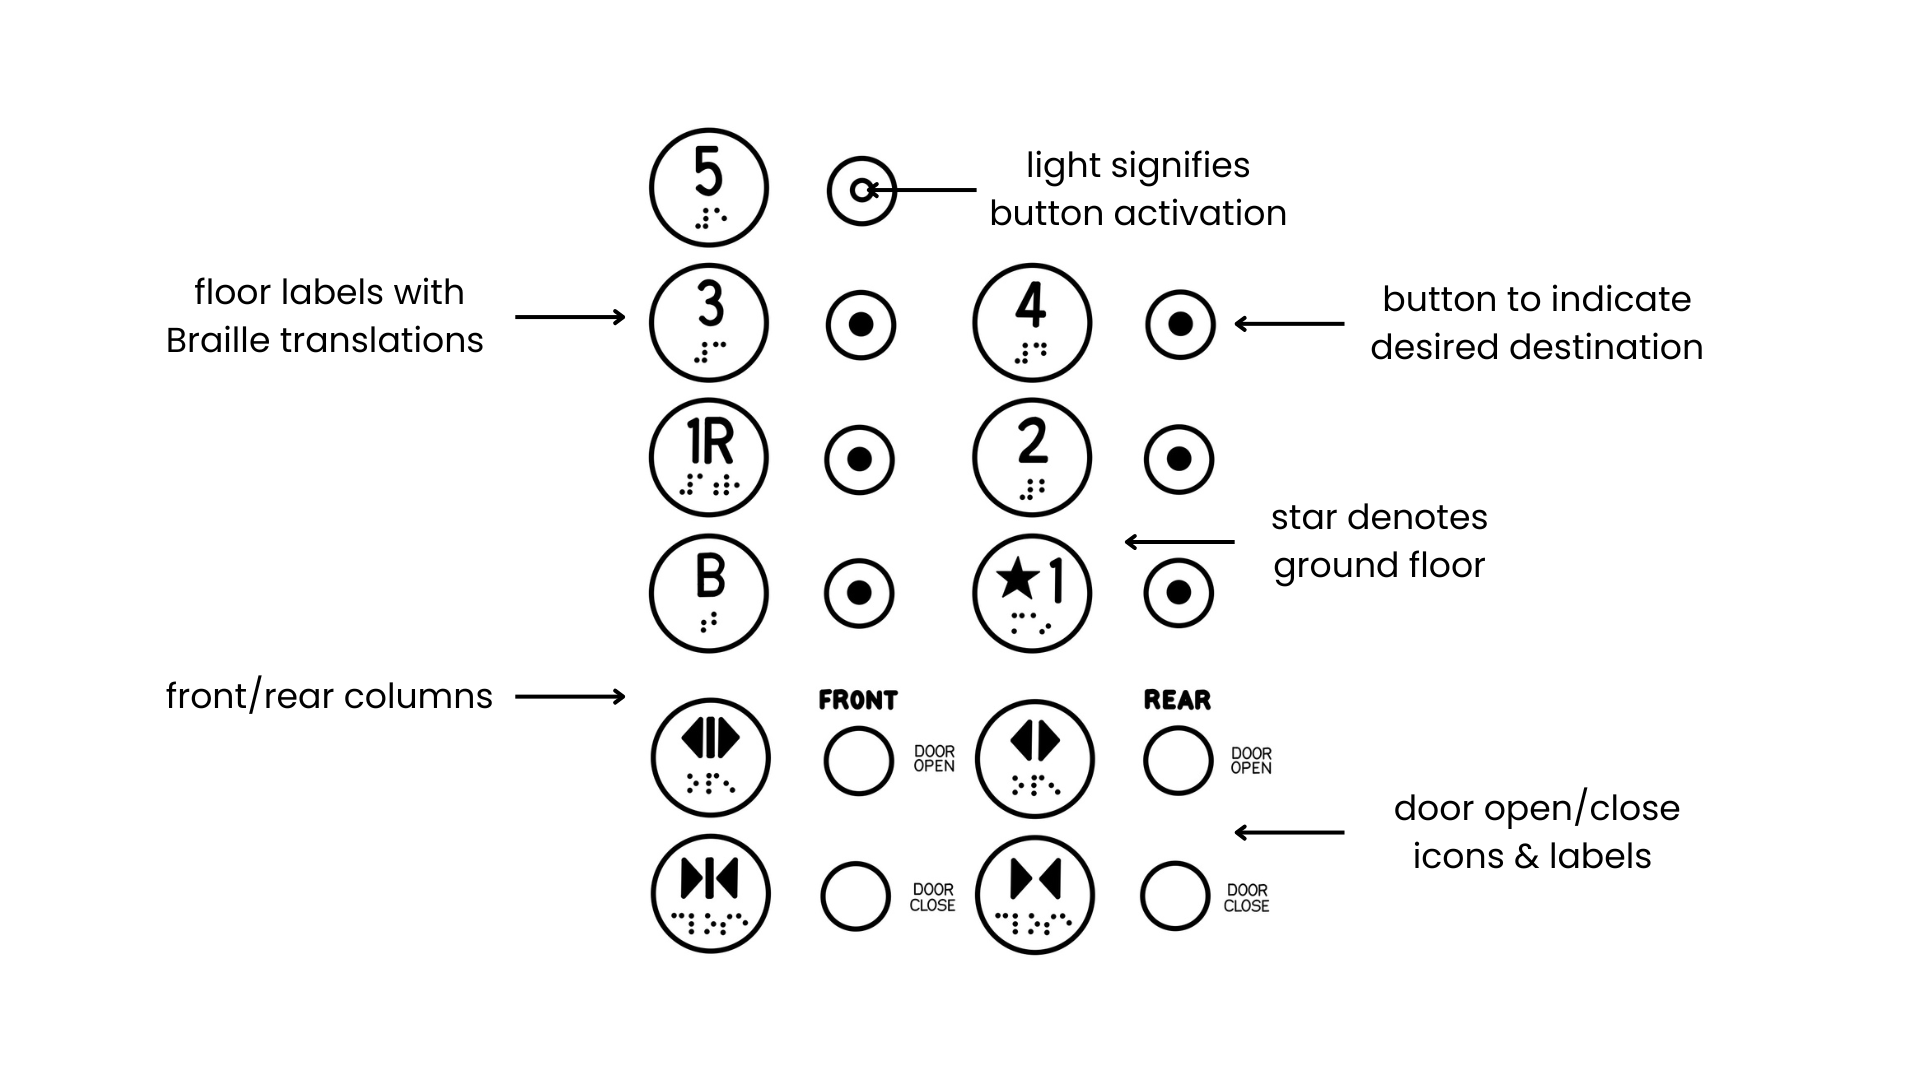 5
light signifies
button activation
floor labels with
Braille translations
3
4
button to indicate
desired destination
1R
2
star denotes
ground floor
B
★1
front/rear columns
FRONT
REAR
DOOR
OPEN
DOOR
OPEN
door open/close
icons & labels
DOOR
CLOSE
DOOR
CLOSE